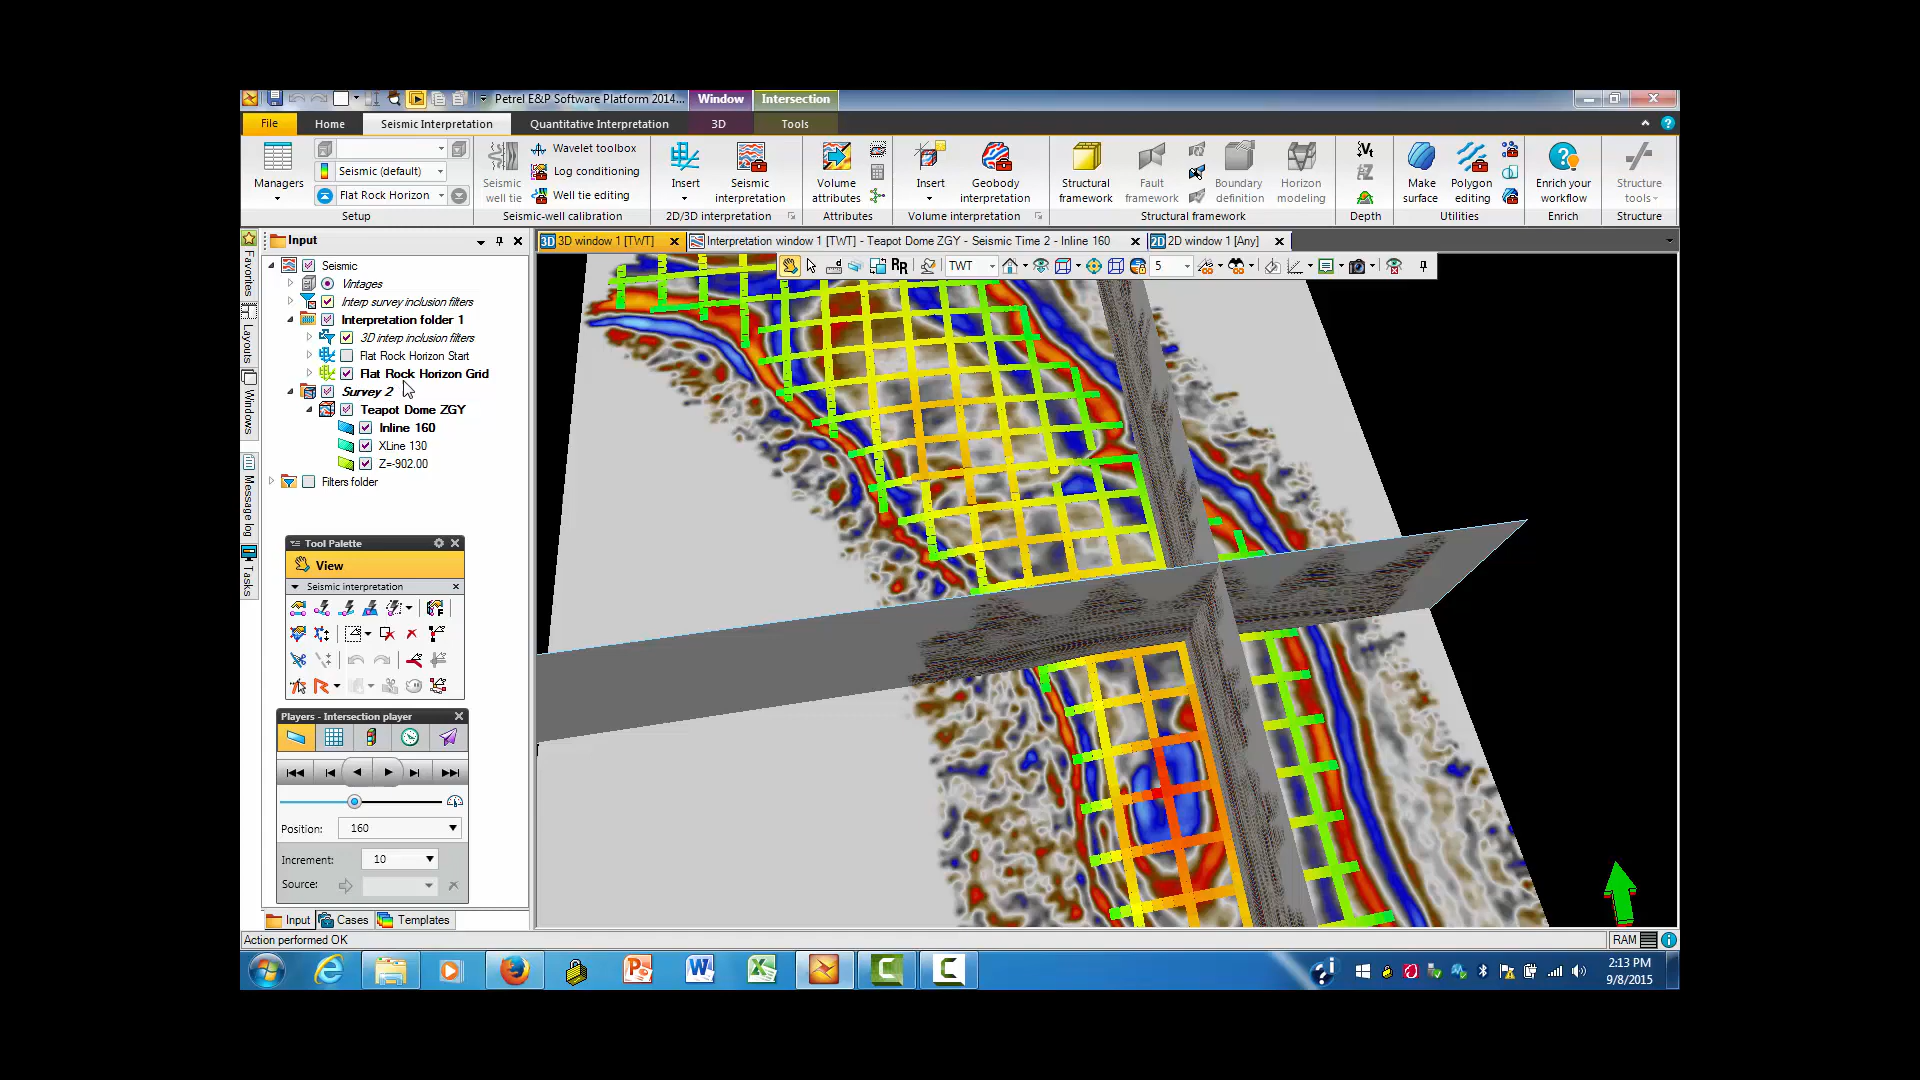 Petrel E&P Software Platform 2014... Window Intersection
File Home Seismic Interpretation Quantitative Interpretation 3D Tools
Managers
Seismic (default)
Flat Rock Horizon
Setup
Seismic well tie
Wavelet toolbox
Log conditioning
Well tie editing
Seismic-well calibration
Insert
Seismic interpretation
2D/3D interpretation
Volume attributes
Attributes
Insert
Geobody interpretation
Volume interpretation
Structural framework
Fault framework
Boundary definition
Horizon modeling
Structural framework
Depth
Make surface
Polygon editing
Utilities
Enrich your workflow
Enrich
Structure tools
Structure
Input
3D window 1 [TWT]
Interpretation window 1 [TWT] - Teapot Dome ZGY - Seismic Time 2 - Inline 160
2D window 1 [Any]
TWT
5
Favorites
Layouts
Windows
Message log
Tasks
Seismic
Vintages
Interp survey inclusion filters
Interpretation folder 1
3D interp inclusion filters
Flat Rock Horizon Start
Flat Rock Horizon Grid
Survey 2
Teapot Dome ZGY
Inline 160
XLine 130
Z=-902.00
Filters folder
Tool Palette
View
Seismic interpretation
Players - Intersection player
Position: 160
Increment: 10
Source:
Input Cases Templates
Action performed OK
RAM
2:13 PM
9/8/2015